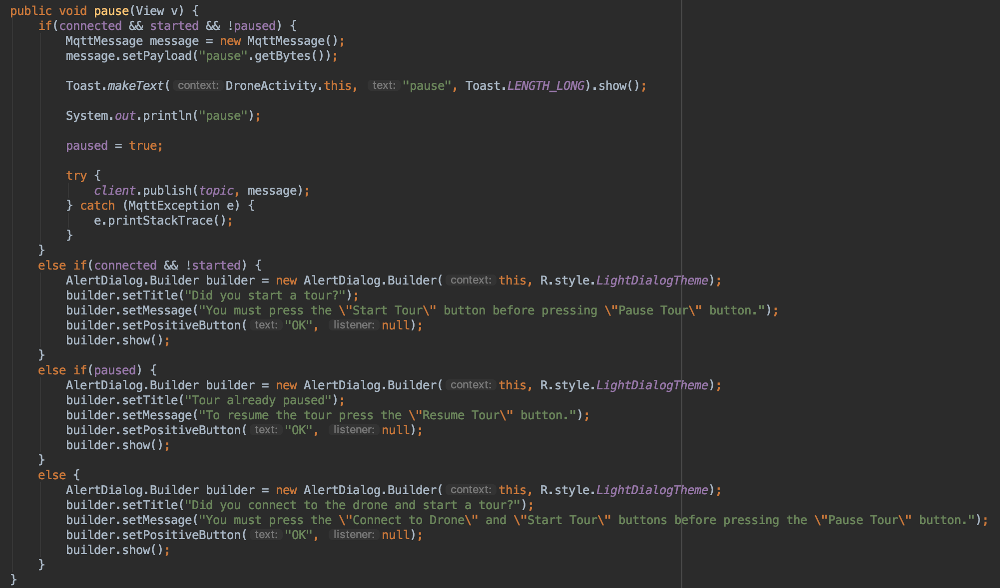 public void pause(View v) {
if(connected && started && !paused) {
MqttMessage message = new MqttMessage();
message.setPayload("pause".getBytes());
Toast.makeText( context: DroneActivity.this, text: "pause", Toast.LENGTH_LONG).show();
System.out.println("pause");
paused = true;
try {
client.publish(topic, message);
} catch (MqttException e) {
e.printStackTrace();
}
}
else if(connected && !started) {
AlertDialog.Builder builder = new AlertDialog.Builder( context: this, R.style.LightDialogTheme);
builder.setTitle("Did you start a tour?");
builder.setMessage("You must press the \"Start Tour\" button before pressing \"Pause Tour\" button.");
builder.setPositiveButton( text: "OK", listener: null);
builder.show();
}
else if(paused) {
AlertDialog.Builder builder = new AlertDialog.Builder( context: this, R.style.LightDialogTheme);
builder.setTitle("Tour already paused");
builder.setMessage("To resume the tour press the \"Resume Tour\" button.");
builder.setPositiveButton( text: "OK", listener: null);
builder.show();
}
else {
AlertDialog.Builder builder = new AlertDialog.Builder( context: this, R.style.LightDialogTheme);
builder.setTitle("Did you connect to the drone and start a tour?");
builder.setMessage("You must press the \"Connect to Drone\" and \"Start Tour\" buttons before pressing the \"Pause Tour\" button.");
builder.setPositiveButton( text: "OK", listener: null);
builder.show();
}
}